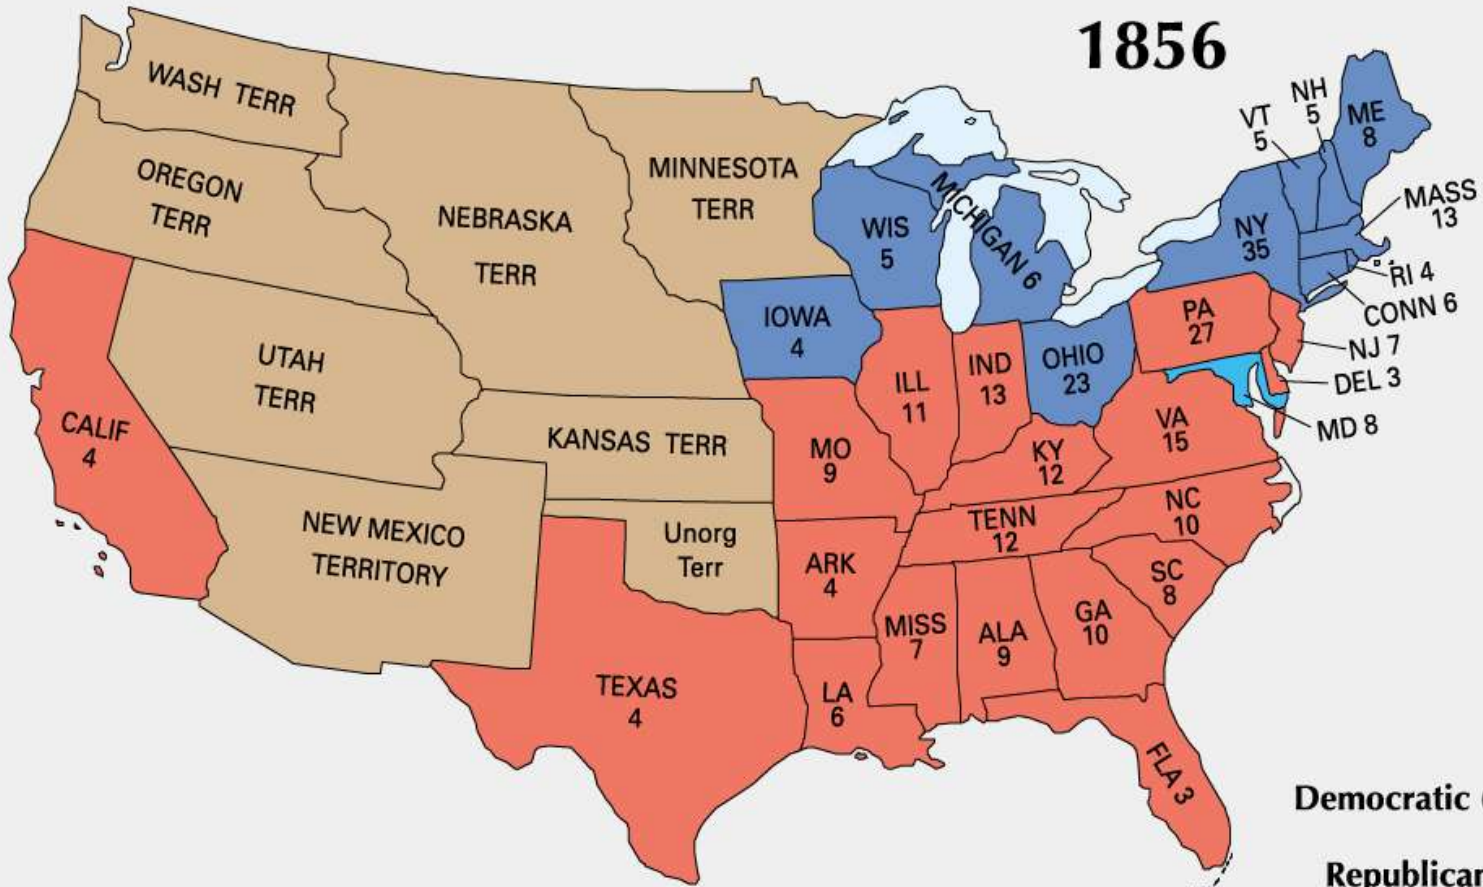 1856
WASH TERR
OREGON
TERR
NEBRASKA
TERR
MINNESOTA
TERR
WIS
5
MICHIGAN 6
VT
5
NH
5
ME
8
MASS
13
NY
35
RI 4
CONN 6
IOWA
4
PA
27
NJ 7
DEL 3
MD 8
UTAH
TERR
ILL
11
IND
13
OHIO
23
CALIF
4
KANSAS TERR
MO
9
KY
12
VA
15
NEW MEXICO
TERRITORY
Unorg
Terr
TENN
12
NC
10
ARK
4
SC
8
MISS
7
ALA
9
GA
10
TEXAS
4
LA
6
FLA 3
Democratic
Republican